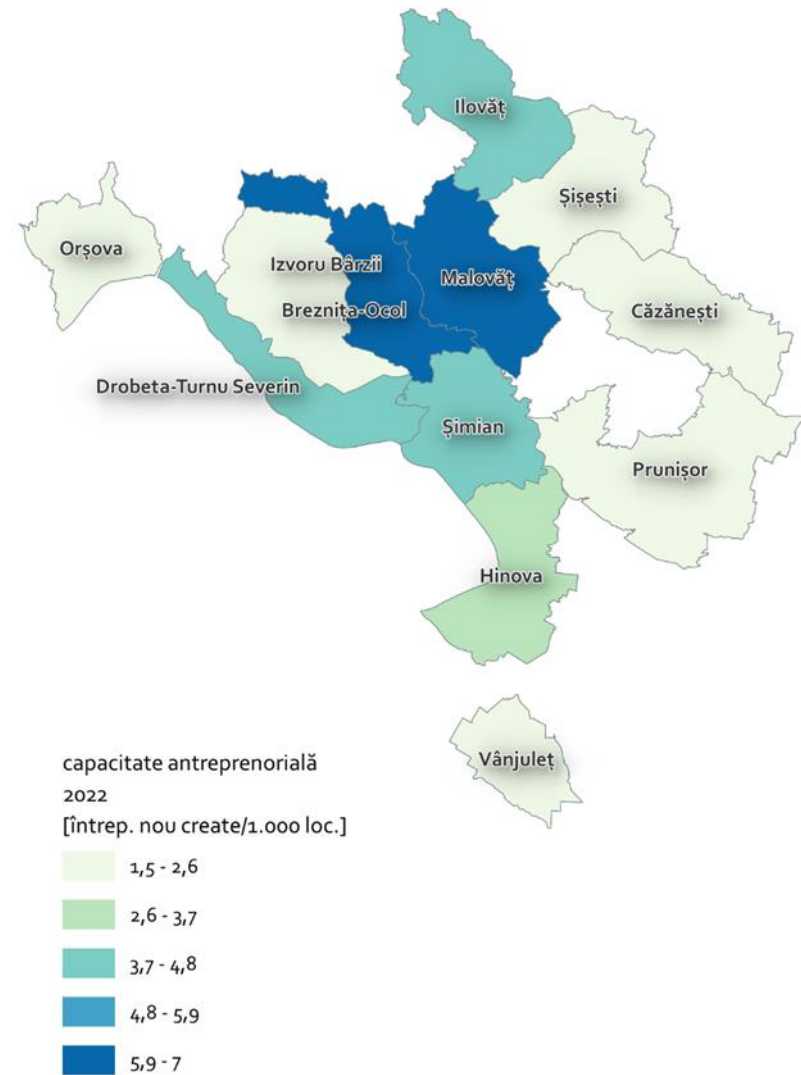 Ilovăț
Șișești
Orșova
Izvoru Bârzii
Malovăț
Breznița-Ocol
Căzănești
Drobeta-Turnu Severin
Șimian
Prunișor
Hinova
Vânjuleț
capacitate antreprenorială
2022
[întrep. nou create/1.000 loc.]
1,5 - 2,6
2,6 - 3,7
3,7 - 4,8
4,8 - 5,9
5,9 - 7